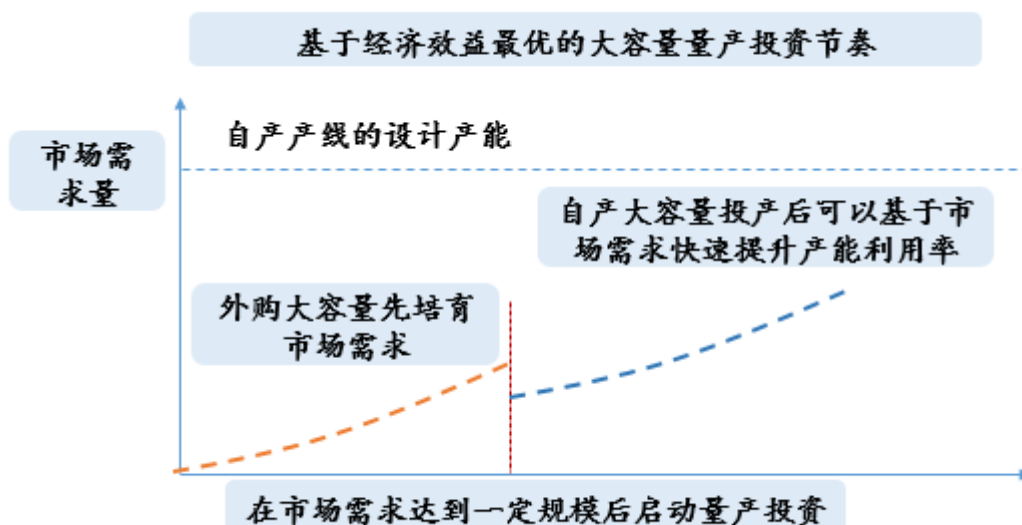 基于经济效益最优的大容量量产投资节奏
自产产线的设计产能
市场需
求量
自产大容量投产后可以基于市
场需求快速提升产能利用率
外购大容量先培育
市场需求
在市场需求达到一定规模后启动量产投资